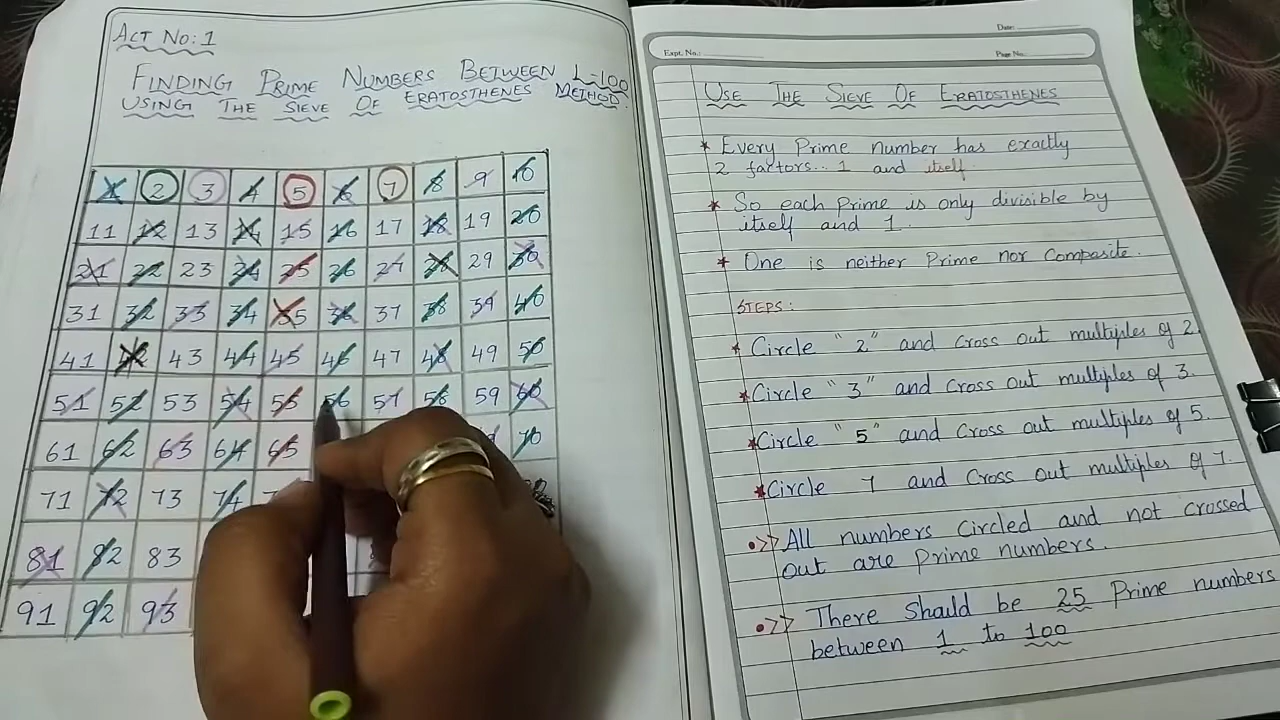 ACT NO: 1
FINDING PRIME NUMBERS BETWEEN 1-100
USING THE SIEVE OF ERATOSTHENES METHOD.
1 2 3 4 5 6 7 8 9 10
11 12 13 14 15 16 17 18 19 20
21 22 23 24 25 26 27 28 29 30
31 32 33 34 35 36 37 38 39 40
41 42 43 44 45 46 47 48 49 50
51 52 53 54 55 56 57 58 59 60
61 62 63 64 65 70
71 72 73 74
81 82 83
91 92 93
Date:
Expt. No.: Page No.
USE THE SIEVE OF ERATOSTHENES
* Every Prime number has exactly
2 factors... 1 and itself.
* So each Prime is only divisible by
itself and 1.
* One is neither Prime nor Composite.
STEPS:
* Circle "2" and Cross out multiples of 2.
* Circle "3" and Cross out multiples of 3.
* Circle "5" and Cross out multiples of 5.
* Circle 7 and Cross out multiples of 7.
All numbers Circled and not crossed
out are Prime numbers.
There should be 25 Prime numbers
between 1 to 100